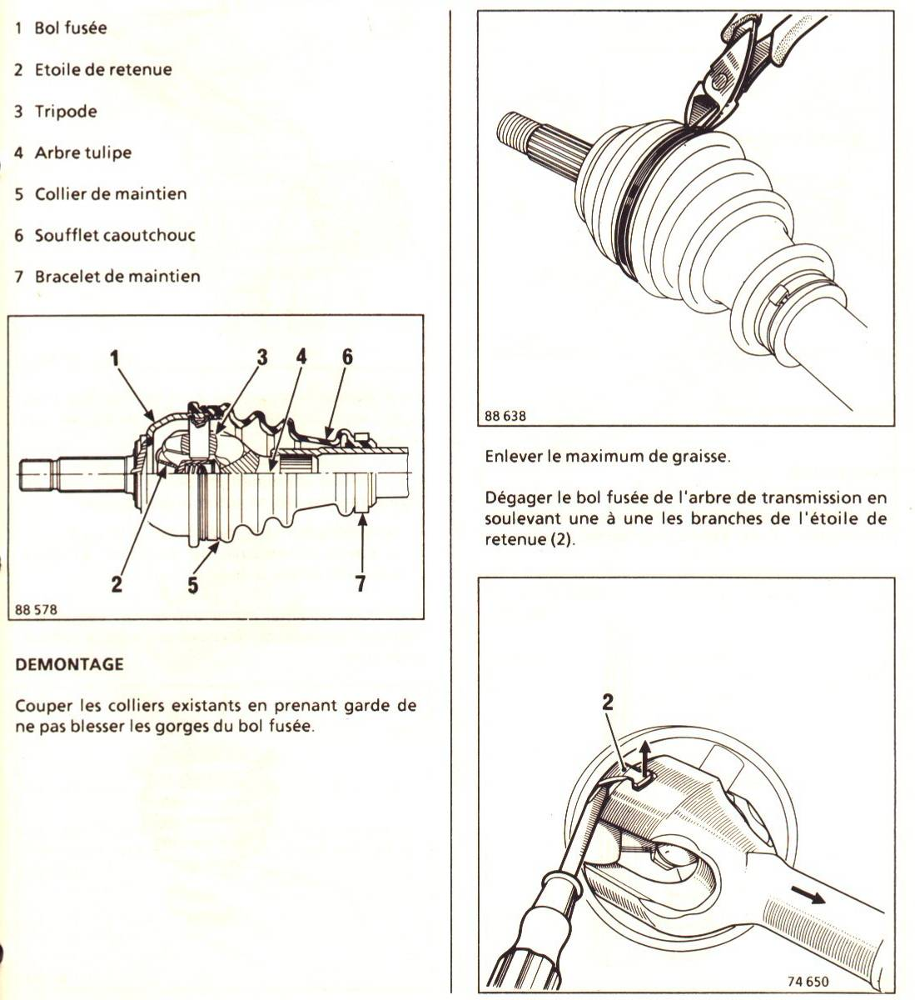 1 Bol fusée
2 Etoile de retenue
3 Tripode
4 Arbre tulipe
5 Collier de maintien
6 Soufflet caoutchouc
7 Bracelet de maintien
1 3 4 6
2 5 7
88 578
DEMONTAGE
Couper les colliers existants en prenant garde de
ne pas blesser les gorges du bol fusée.
88 638
Enlever le maximum de graisse.
Dégager le bol fusée de l'arbre de transmission en
soulevant une à une les branches de l'étoile de
retenue (2).
2
74 650